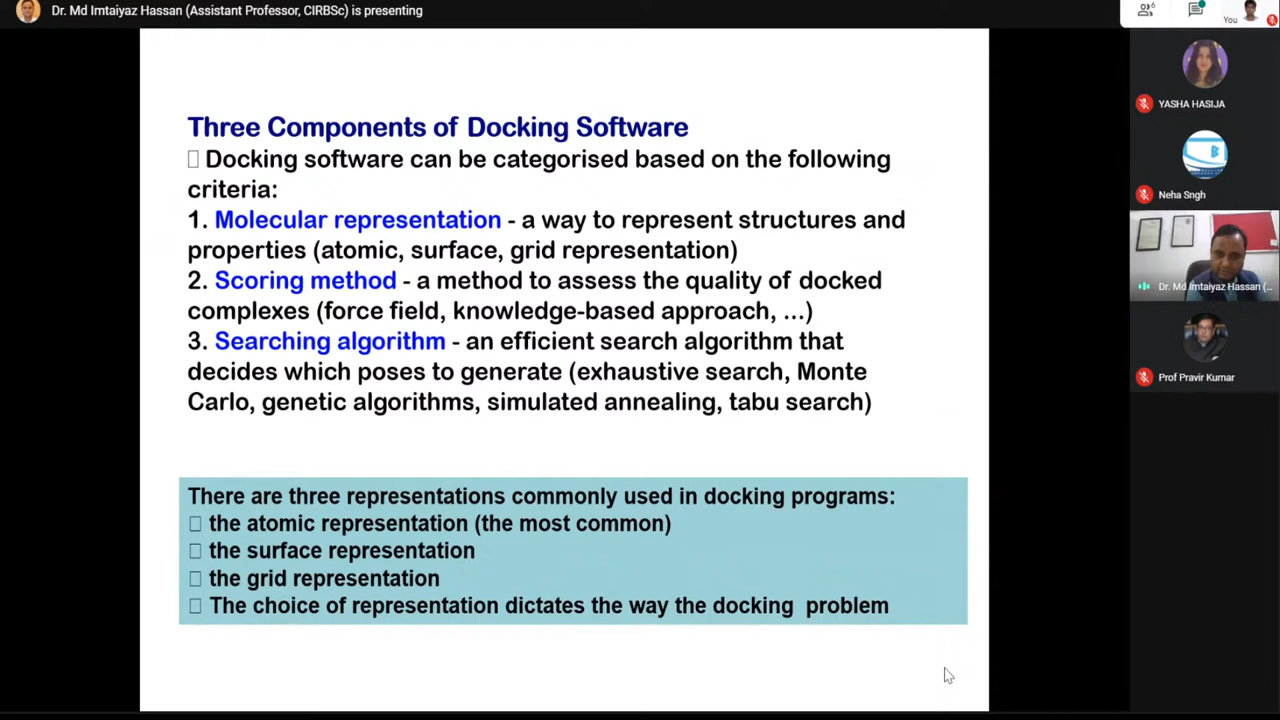 Dr. Md Imtaiyaz Hassan (Assistant Professor, CIRBSc) is presenting
6
You
Three Components of Docking Software
Docking software can be categorised based on the following
criteria:
1. Molecular representation - a way to represent structures and
properties (atomic, surface, grid representation)
2. Scoring method - a method to assess the quality of docked
complexes (force field, knowledge-based approach, ...)
3. Searching algorithm - an efficient search algorithm that
decides which poses to generate (exhaustive search, Monte
Carlo, genetic algorithms, simulated annealing, tabu search)
There are three representations commonly used in docking programs:
the atomic representation (the most common)
the surface representation
the grid representation
The choice of representation dictates the way the docking problem
YASHA HASIJA
Neha Sngh
Dr. Md Imtaiyaz Hassan (...
Prof Pravir Kumar